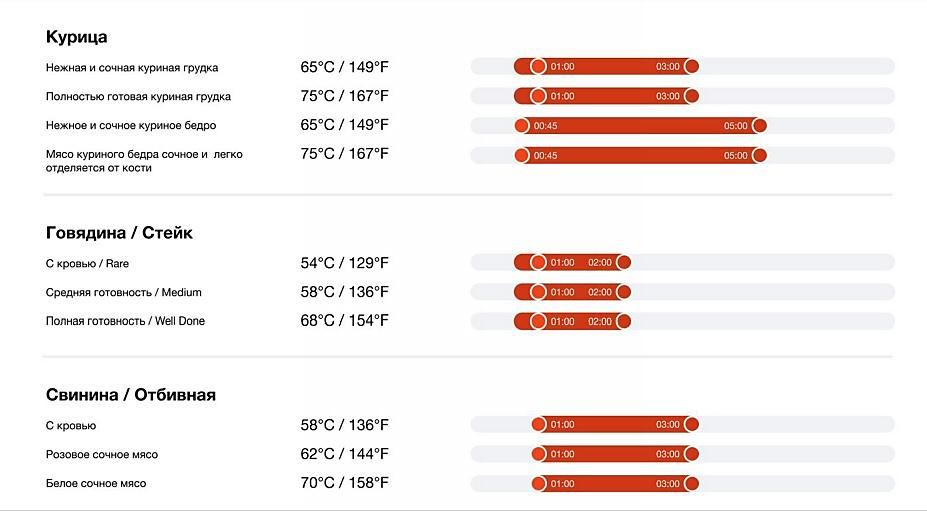 Курица
Нежная и сочная куриная грудка 65°C / 149°F 01:00 03:00
Полностью готовая куриная грудка 75°C / 167°F 01:00 03:00
Нежное и сочное куриное бедро 65°C / 149°F 00:45 05:00
Мясо куриного бедра сочное и легко 75°C / 167°F 00:45 05:00
отделяется от кости
Говядина / Стейк
С кровью / Rare 54°C / 129°F 01:00 02:00
Средняя готовность / Medium 58°C / 136°F 01:00 02:00
Полная готовность / Well Done 68°C / 154°F 01:00 02:00
Свинина / Отбивная
С кровью 58°C / 136°F 01:00 03:00
Розовое сочное мясо 62°C / 144°F 01:00 03:00
Белое сочное мясо 70°C / 158°F 01:00 03:00